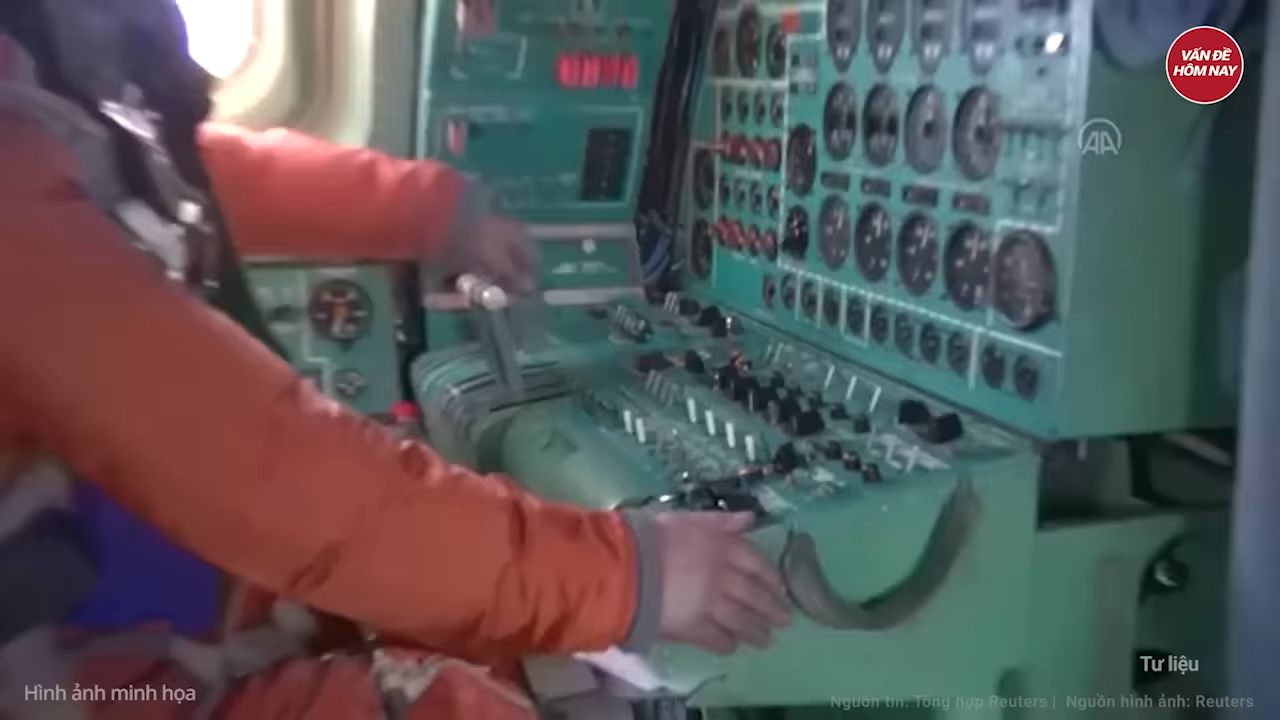 VẤN ĐỀ
HÔM NAY
AA
Tư liệu
Hình ảnh minh họa
Nguồn tin: Tổng hợp Reuters | Nguồn hình ảnh: Reuters